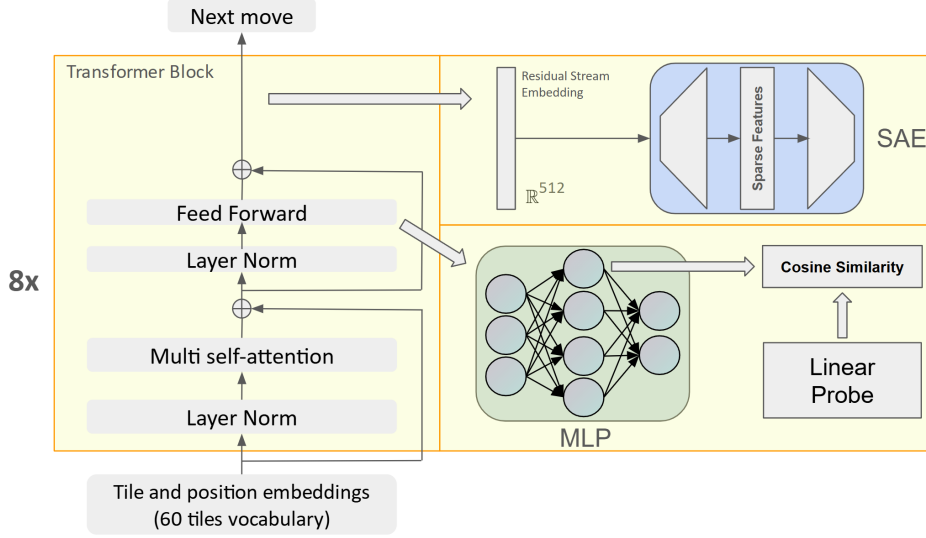 Next move
Transformer Block
Residual Stream
Embedding
SAE
Sparse Features
ℝ^512
Feed Forward
Layer Norm
8x
Multi self-attention
Layer Norm
Tile and position embeddings
(60 tiles vocabulary)
Cosine Similarity
Linear
Probe
MLP